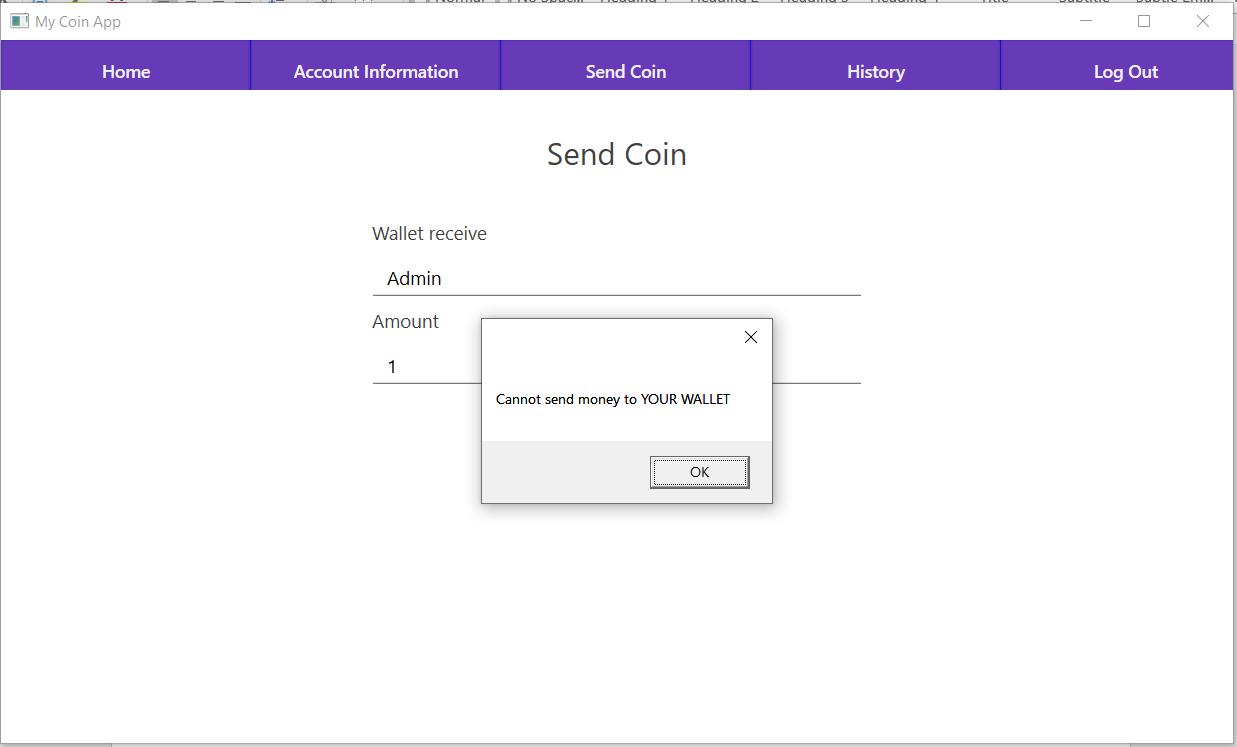 My Coin App
Home Account Information Send Coin History Log Out
Send Coin
Wallet receive
Admin
Amount
1
Cannot send money to YOUR WALLET
OK